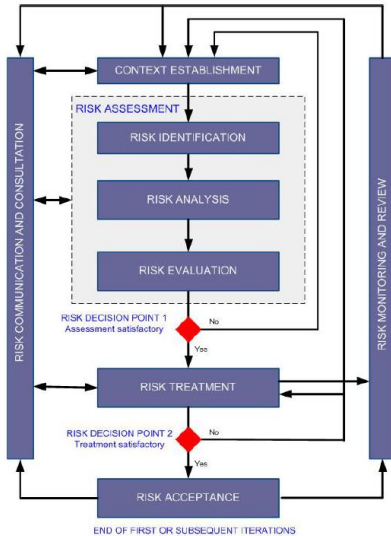 CONTEXT ESTABLISHMENT
RISK ASSESSMENT
RISK IDENTIFICATION
RISK ANALYSIS
RISK EVALUATION
RISK DECISION POINT 1
Assessment satisfactory
No
Yes
RISK TREATMENT
RISK DECISION POINT 2
Treatment satisfactory
No
Yes
RISK ACCEPTANCE
END OF FIRST OR SUBSEQUENT ITERATIONS
RISK COMMUNICATION AND CONSULTATION
RISK MONITORING AND REVIEW